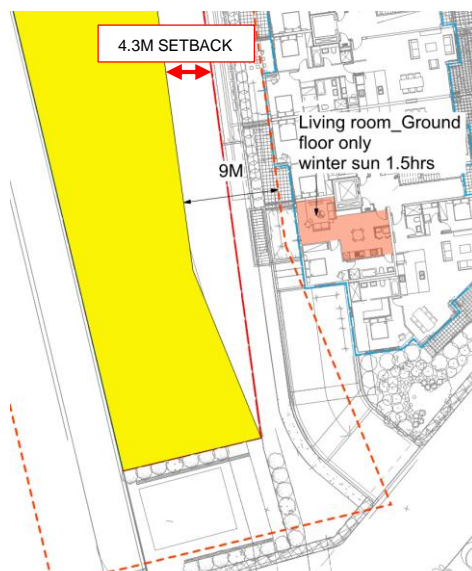 4.3M SETBACK
Living room_Ground
floor only
winter sun 1.5hrs
9M